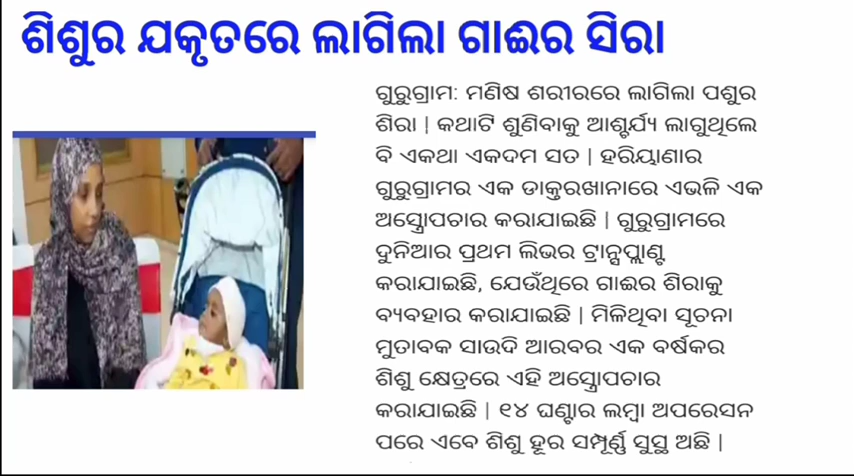 ଶିଶୁର ଯକୃତରେ ଲାଗିଲା ଗାଈର ସିରା
ଗୁରୁଗ୍ରାମ: ମଣିଷ ଶରୀରରେ ଲାଗିଲା ପଶୁର
ଶିରା | କଥାଟି ଶୁଣିବାକୁ ଆଶ୍ଚର୍ଯ୍ୟ ଲାଗୁଥିଲେ
ବି ଏକଥା ଏକଦମ ସତ | ହରିୟାଣାର
ଗୁରୁଗ୍ରାମର ଏକ ଡାକ୍ତରଖାନାରେ ଏଭଳି ଏକ
ଅସ୍ତ୍ରୋପଚାର କରାଯାଇଛି | ଗୁରୁଗ୍ରାମରେ
ଦୁନିଆର ପ୍ରଥମ ଲିଭର ଟ୍ରାନ୍ସପ୍ଲାଣ୍ଟ
କରାଯାଇଛି, ଯେଉଁଥିରେ ଗାଈର ଶିରାକୁ
ବ୍ୟବହାର କରାଯାଇଛି | ମିଳିଥିବା ସୂଚନା
ମୁତାବକ ସାଉଦି ଆରବର ଏକ ବର୍ଷକର
ଶିଶୁ କ୍ଷେତ୍ରରେ ଏହି ଅସ୍ତ୍ରୋପଚାର
କରାଯାଇଛି | ୧୪ ଘଣ୍ଟାର ଲମ୍ବା ଅପରେସନ
ପରେ ଏବେ ଶିଶୁ ହୂର ସମ୍ପୂର୍ଣ୍ଣ ସୁସ୍ଥ ଅଛି |